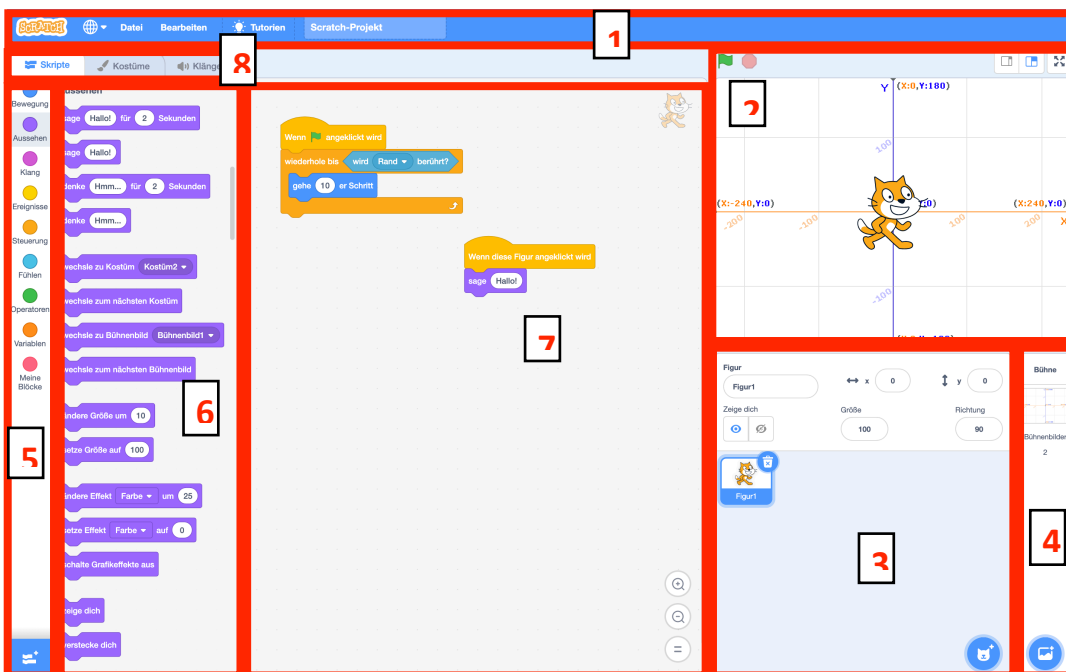 SCRATCH Datei Bearbeiten Tutorien Scratch-Projekt
1
Skripte Kostüme Klänge
8
Bewegung
Aussehen
Klang
Ereignisse
Steuerung
Fühlen
Operatoren
Variablen
Meine
Blöcke
5
Aussehen
sage Hallo! für 2 Sekunden
sage Hallo!
denke Hmm... für 2 Sekunden
denke Hmm...
wechsle zu Kostüm Kostüm2
wechsle zum nächsten Kostüm
wechsle zu Bühnenbild Bühnenbild1
wechsle zum nächsten Bühnenbild
ändere Größe um 10
setze Größe auf 100
ändere Effekt Farbe um 25
setze Effekt Farbe auf 0
schalte Grafikeffekte aus
zeige dich
verstecke dich
6
Wenn angeklickt wird
wiederhole bis wird Rand berührt?
gehe 10 er Schritt
Wenn diese Figur angeklickt wird
sage Hallo!
7
2
Y (X:0,Y:180)
100
(X:-240,Y:0) (X:240,Y:0)
-200 -100 100 200 X
-100
Figur
Figur1 x 0 y 0
Zeige dich Größe Richtung
100 90
Figur1
3
Bühne
Bühnenbilder
2
4